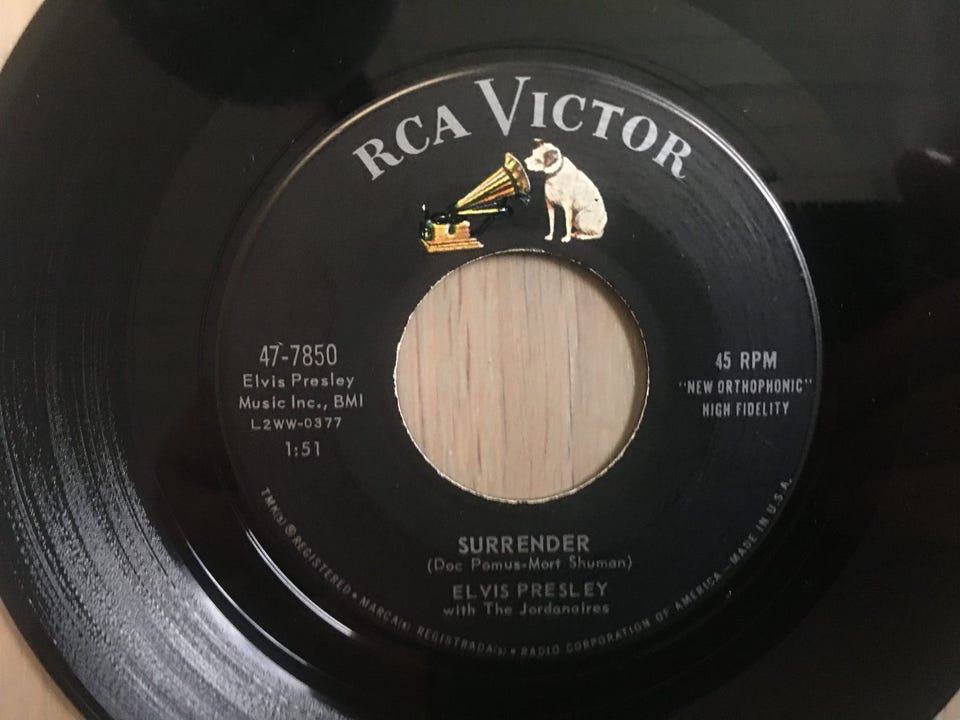 RCA VICTOR
47-7850
Elvis Presley
Music Inc., BMI
L2WW-0377
1:51
45 RPM
"NEW ORTHOPHONIC"
HIGH FIDELITY
SURRENDER
(Doc Pomus-Mort Shuman)
ELVIS PRESLEY
with The Jordanaires
TMK(s) ® REGISTERED • MARCA(s) REGISTRADA(s) • RADIO CORPORATION OF AMERICA — MADE IN U.S.A.